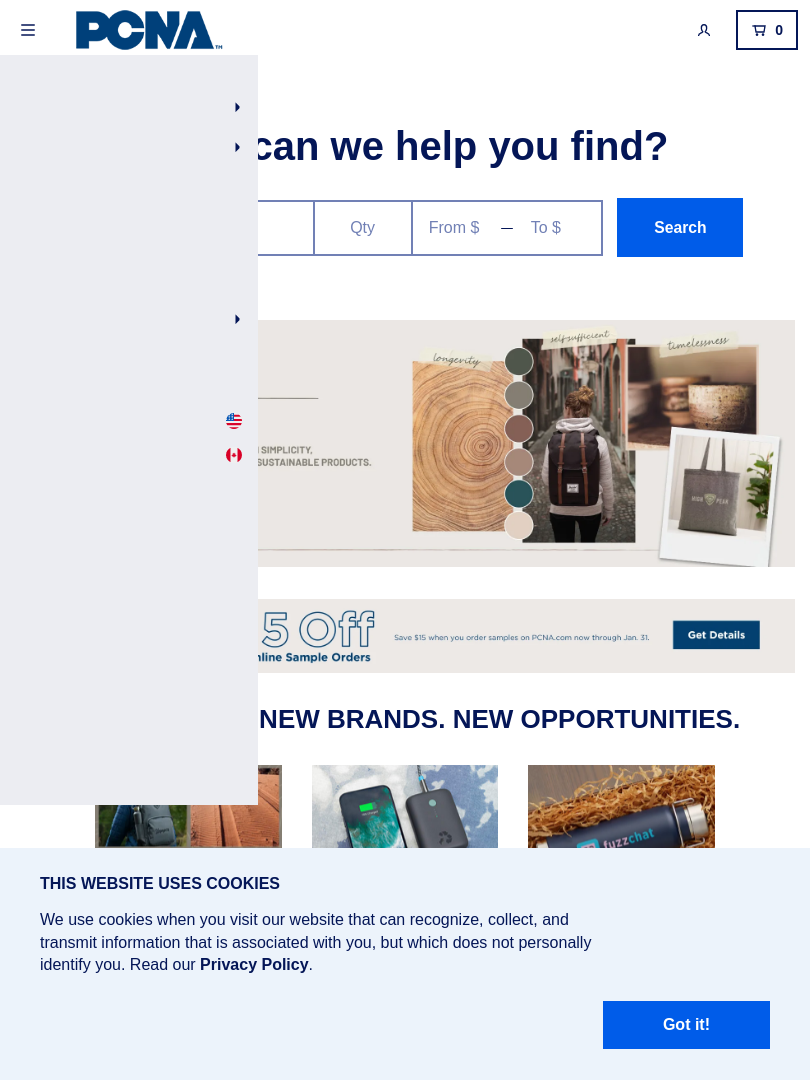 PCNA™
0
can we help you find?
Qty
From $ — To $
Search
longevity
self-sufficient
timelessness
SIMPLICITY,
SUSTAINABLE PRODUCTS.
HIGH PEAK
5 Off
nline Sample Orders
Save $15 when you order samples on PCNA.com now through Jan. 31.
Get Details
NEW BRANDS. NEW OPPORTUNITIES.
fuzzchat
THIS WEBSITE USES COOKIES
We use cookies when you visit our website that can recognize, collect, and
transmit information that is associated with you, but which does not personally
identify you. Read our Privacy Policy.
Got it!